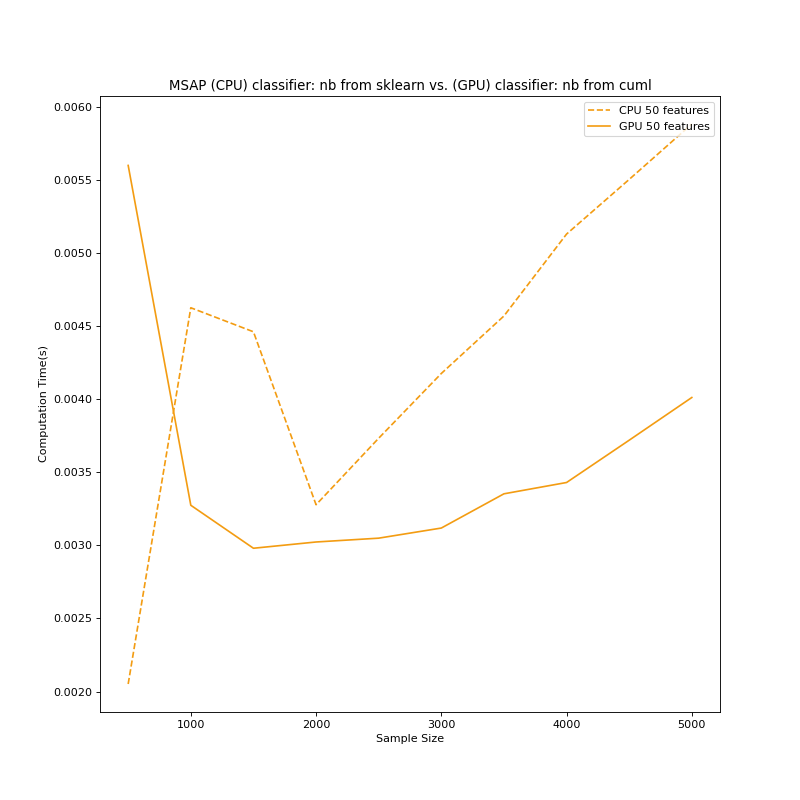 MSAP (CPU) classifier: nb from sklearn vs. (GPU) classifier: nb from cuml
CPU 50 features
GPU 50 features
0.0060
0.0055
0.0050
0.0045
0.0040
0.0035
0.0030
0.0025
0.0020
Computation Time(s)
1000 2000 3000 4000 5000
Sample Size